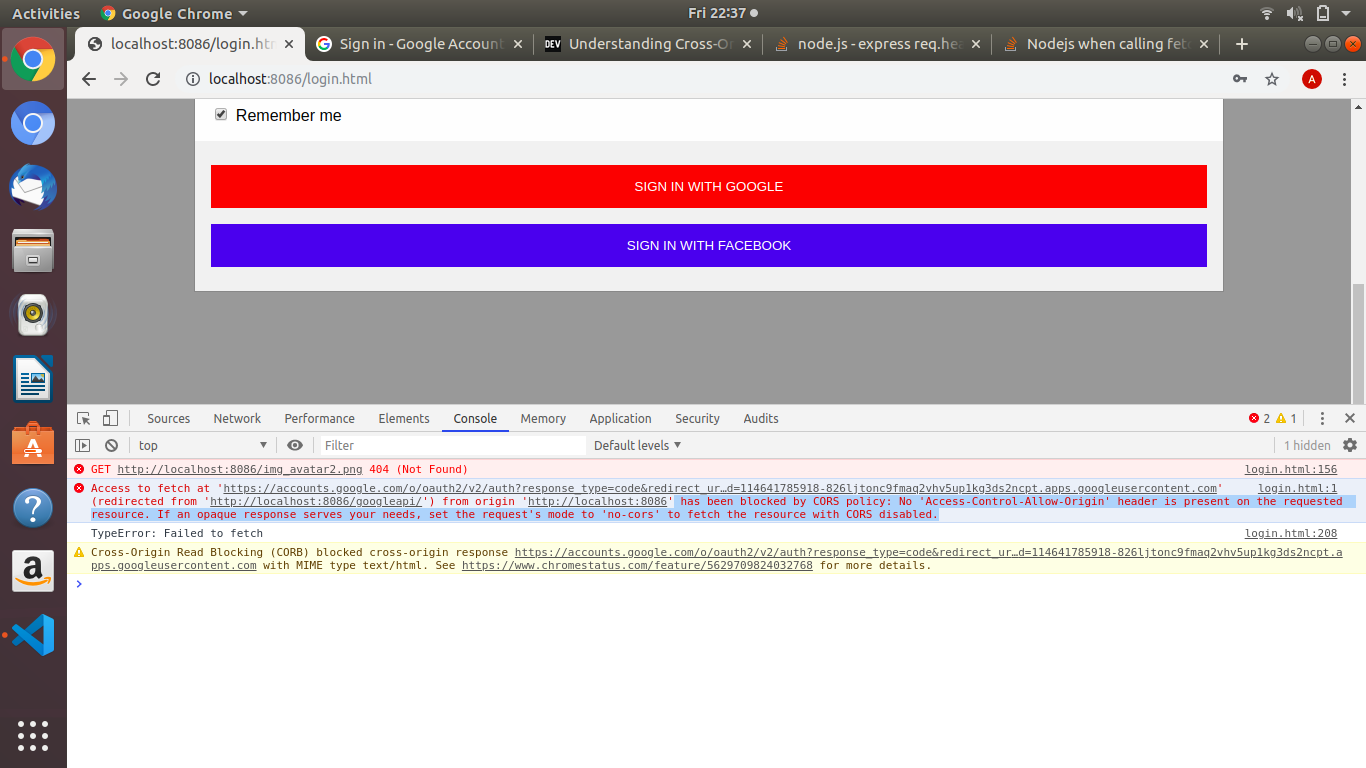 Activities Google Chrome Fri 22:37
localhost:8086/login.htm Sign in - Google Account DEV Understanding Cross-Or node.js - express req.hea Nodejs when calling fetc
localhost:8086/login.html A
Remember me
SIGN IN WITH GOOGLE
SIGN IN WITH FACEBOOK
Sources Network Performance Elements Console Memory Application Security Audits 2 1
top Filter Default levels 1 hidden
GET http://localhost:8086/img_avatar2.png 404 (Not Found) login.html:156
Access to fetch at 'https://accounts.google.com/o/oauth2/v2/auth?response_type=code&redirect_ur…d=114641785918-826ljtonc9fmaq2vhv5up1kg3ds2ncpt.apps.googleusercontent.com' login.html:1
(redirected from 'http://localhost:8086/googleapi/') from origin 'http://localhost:8086' has been blocked by CORS policy: No 'Access-Control-Allow-Origin' header is present on the requested
resource. If an opaque response serves your needs, set the request's mode to 'no-cors' to fetch the resource with CORS disabled.
TypeError: Failed to fetch login.html:208
Cross-Origin Read Blocking (CORB) blocked cross-origin response https://accounts.google.com/o/oauth2/v2/auth?response_type=code&redirect_ur…d=114641785918-826ljtonc9fmaq2vhv5up1kg3ds2ncpt.a
pps.googleusercontent.com with MIME type text/html. See https://www.chromestatus.com/feature/5629709824032768 for more details.